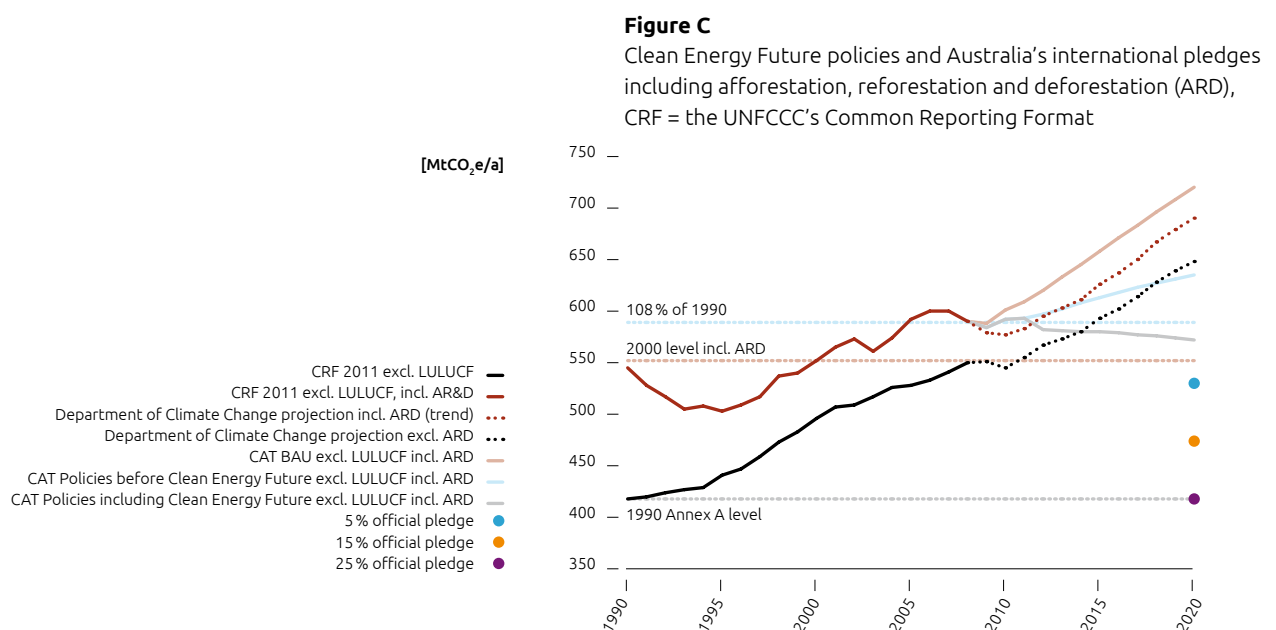 Figure C
Clean Energy Future policies and Australia's international pledges
including afforestation, reforestation and deforestation (ARD),
CRF = the UNFCCC's Common Reporting Format
[MtCO₂e/a]
750
700
650
600
550
500
450
400
350
108 % of 1990
2000 level incl. ARD
1990 Annex A level
CRF 2011 excl. LULUCF
CRF 2011 excl. LULUCF, incl. AR&D
Department of Climate Change projection incl. ARD (trend)
Department of Climate Change projection excl. ARD
CAT BAU excl. LULUCF incl. ARD
CAT Policies before Clean Energy Future excl. LULUCF incl. ARD
CAT Policies including Clean Energy Future excl. LULUCF incl. ARD
5 % official pledge
15 % official pledge
25 % official pledge
1990
1995
2000
2005
2010
2015
2020